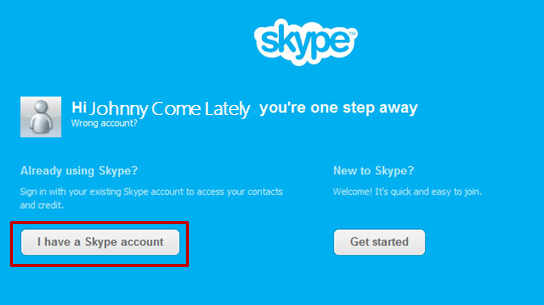 skype™
Hi Johnny Come Lately, you're one step away
Wrong account?
Already using Skype?
Sign in with your existing Skype account to access your contacts
and credit.
I have a Skype account
New to Skype?
Welcome! It's quick and easy to join.
Get started